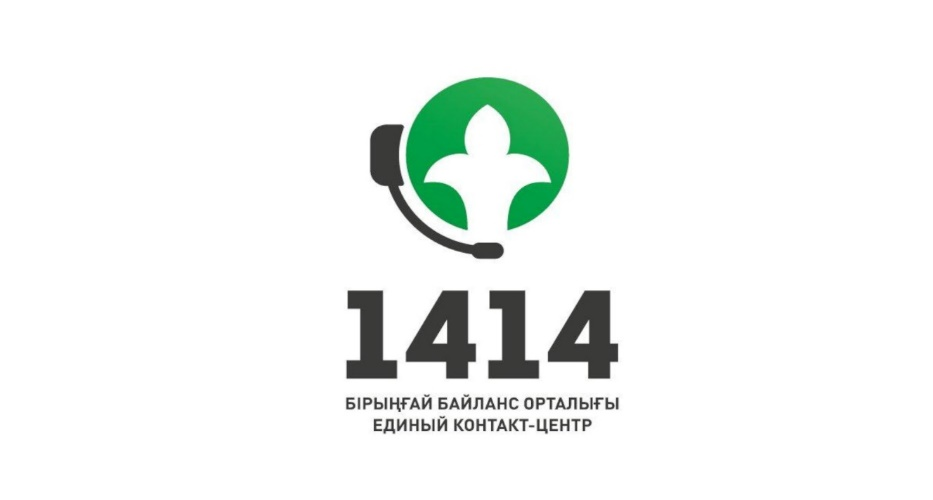 1414
БІРЫҢҒАЙ БАЙЛАНС ОРТАЛЫҒЫ
ЕДИНЫЙ КОНТАКТ-ЦЕНТР